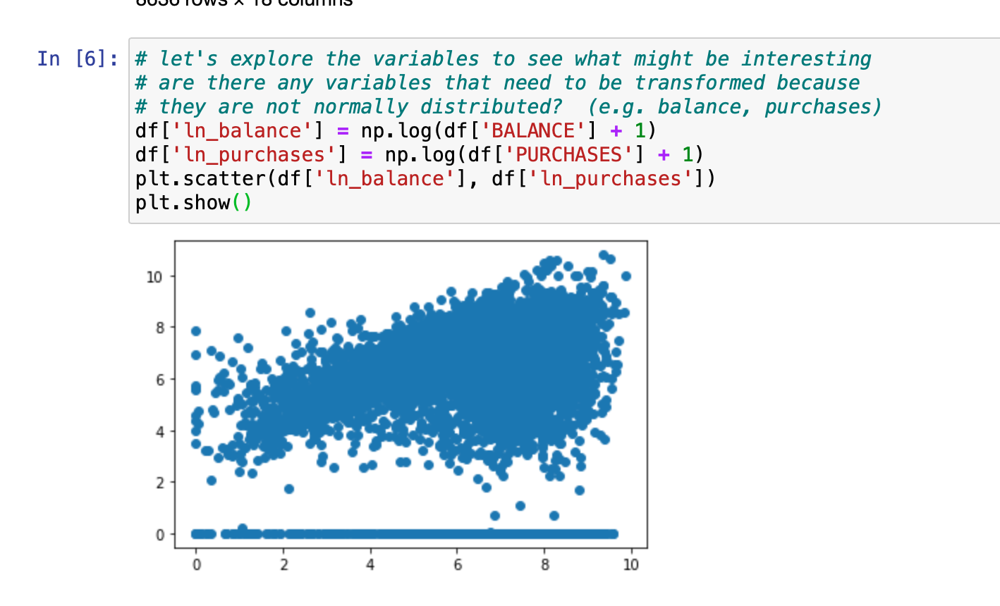 8636 rows × 18 columns
In [6]:
# let's explore the variables to see what might be interesting
# are there any variables that need to be transformed because
# they are not normally distributed?  (e.g. balance, purchases)
df['ln_balance'] = np.log(df['BALANCE'] + 1)
df['ln_purchases'] = np.log(df['PURCHASES'] + 1)
plt.scatter(df['ln_balance'], df['ln_purchases'])
plt.show()
10
8
6
4
2
0
0 2 4 6 8 10